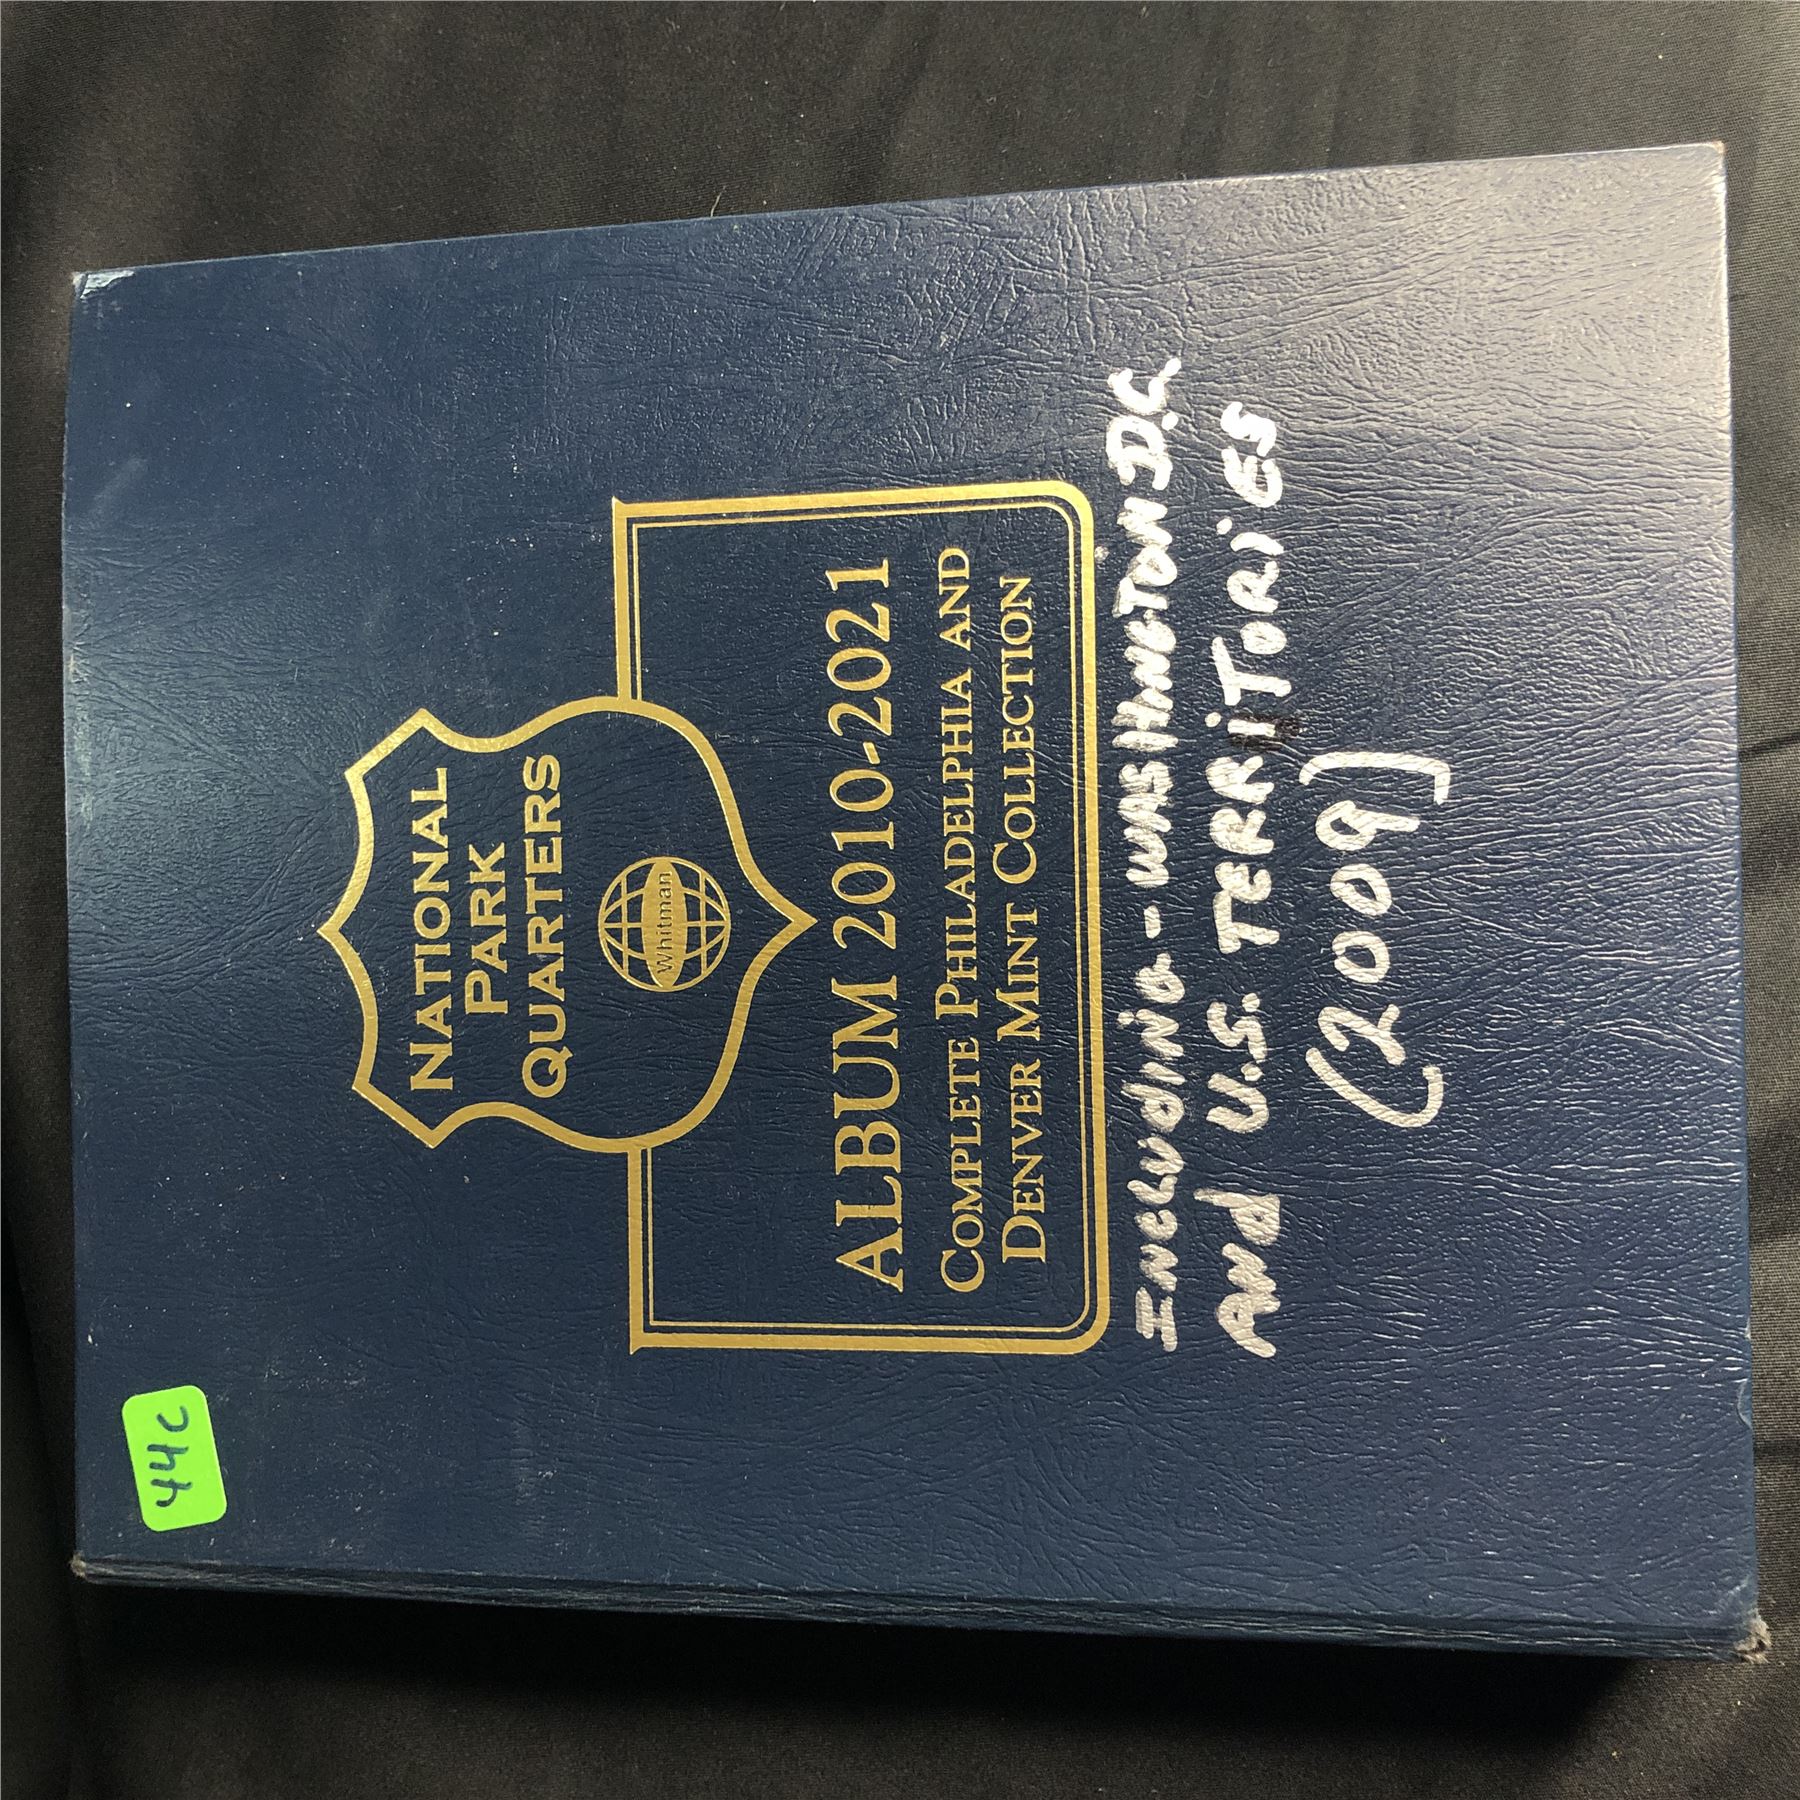 44C
NATIONAL
PARK
QUARTERS
Whitman
ALBUM 2010-2021
COMPLETE PHILADELPHIA AND
DENVER MINT COLLECTION
INCLUDING - WASHINGTON D.C.
AND U.S. TERRITORIES
(2009)